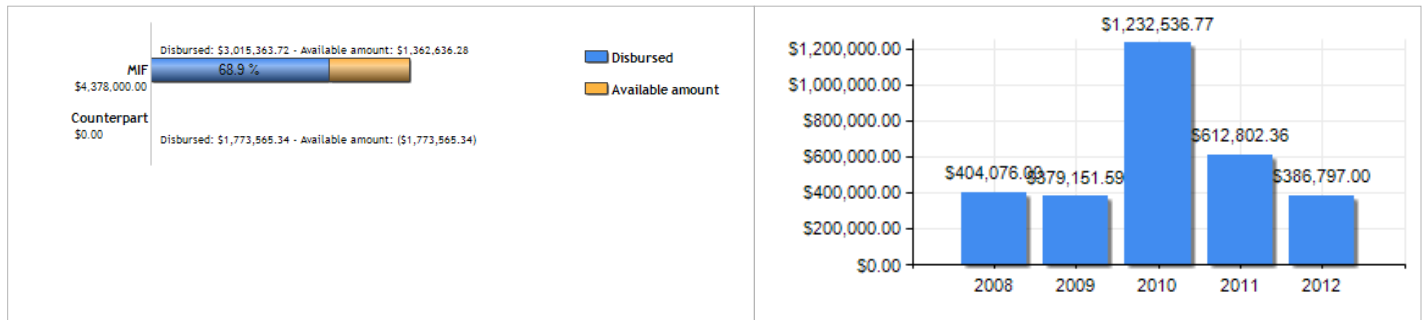 Disbursed: $3,015,363.72 - Available amount: $1,362,636.28
MIF
68.9 %
$4,378,000.00
Counterpart
$0.00
Disbursed: $1,773,565.34 - Available amount: ($1,773,565.34)
Disbursed
Available amount
$1,232,536.77
$1,200,000.00
$1,000,000.00
$800,000.00
$612,802.36
$600,000.00
$404,076.00
$379,151.59
$386,797.00
$400,000.00
$200,000.00
$0.00
2008 2009 2010 2011 2012